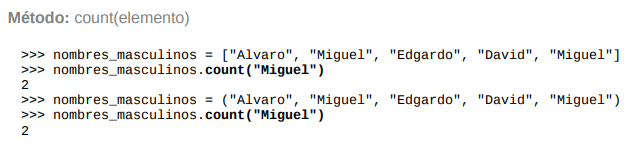 Método: count(elemento)
>>> nombres_masculinos = ["Alvaro", "Miguel", "Edgardo", "David", "Miguel"]
>>> nombres_masculinos.count("Miguel")
2
>>> nombres_masculinos = ("Alvaro", "Miguel", "Edgardo", "David", "Miguel")
>>> nombres_masculinos.count("Miguel")
2